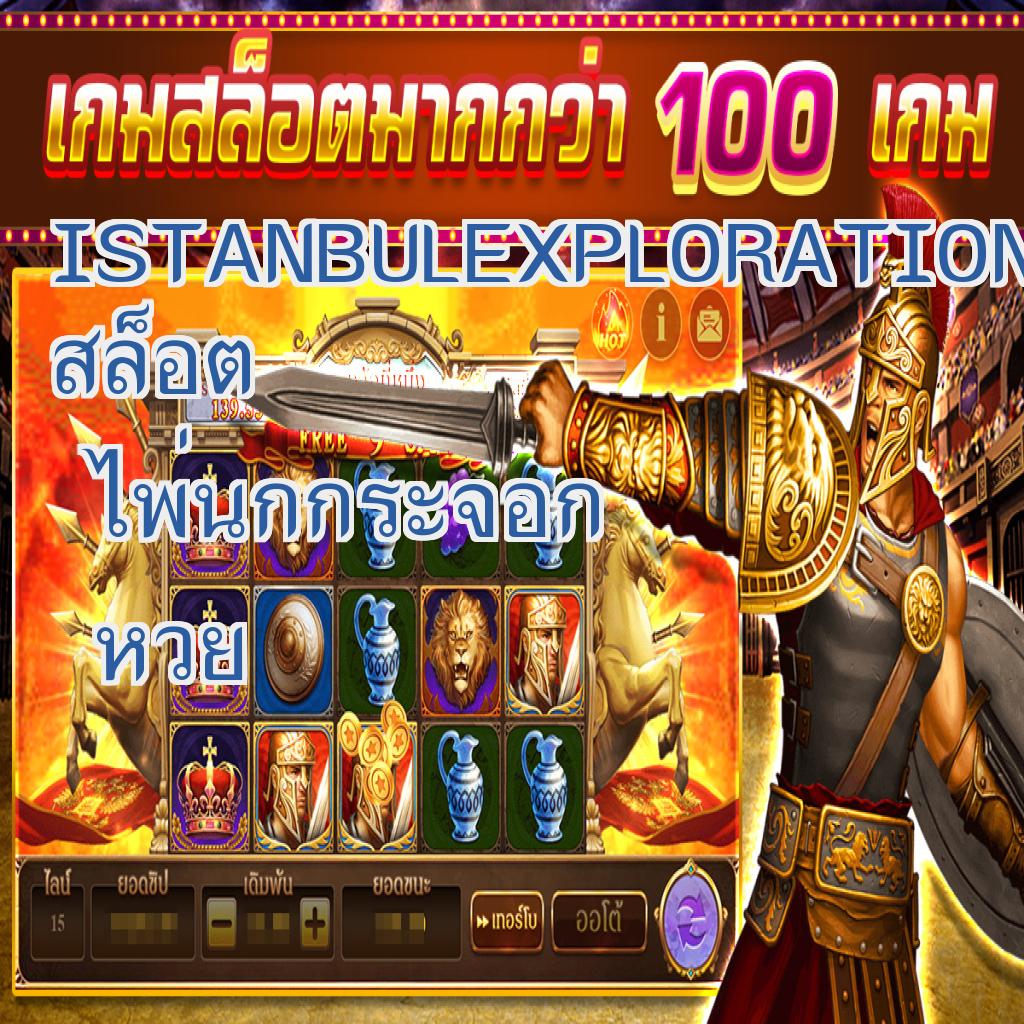 เกมสล็อตมากกว่า 100 เกม
ISTANBULEXPLORATION
สล็อต
HOT
i
139.
FREE
ไพ่นกกระจอก
หวย
ไลน์ ยอดชิป เดิมพัน ยอดชนะ
15 - + เทอร์โบ ออโต้